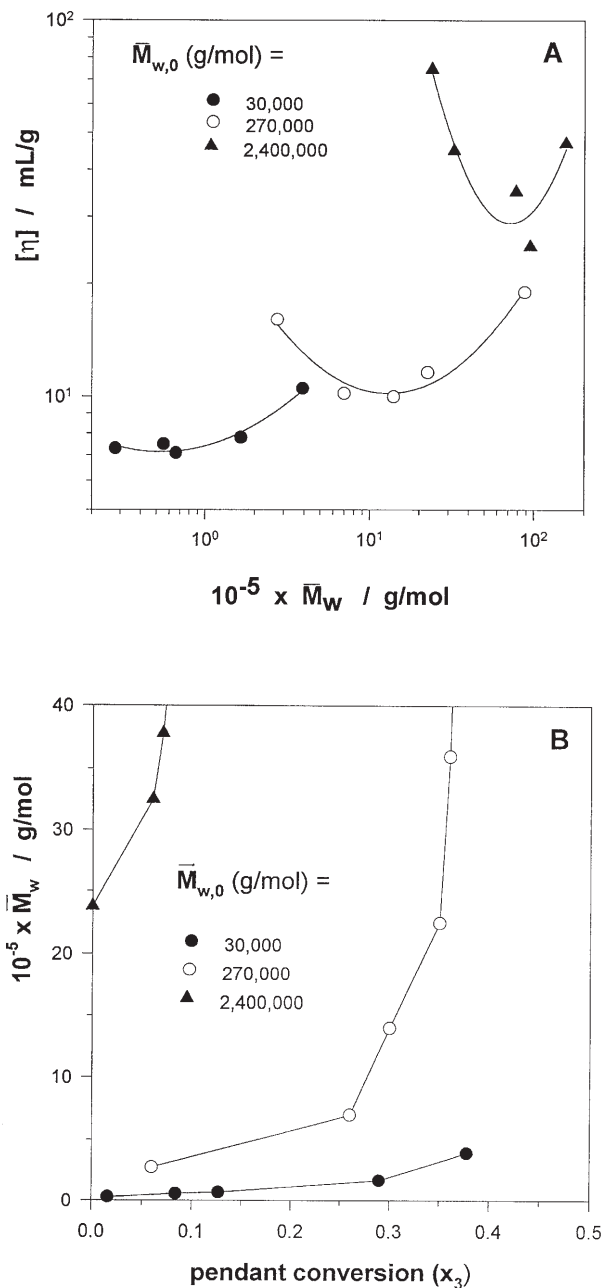 10²
A
M̄w,0 (g/mol) =
30,000
270,000
2,400,000
[η] / mL/g
10¹
10⁰ 10¹ 10²
10⁻⁵ x M̄w / g/mol
40
B
30
M̄w,0 (g/mol) =
30,000
20
270,000
2,400,000
10⁻⁵ x M̄w / g/mol
10
0
0.0 0.2 0.3 0.4 0.5
pendant conversion (x₃)